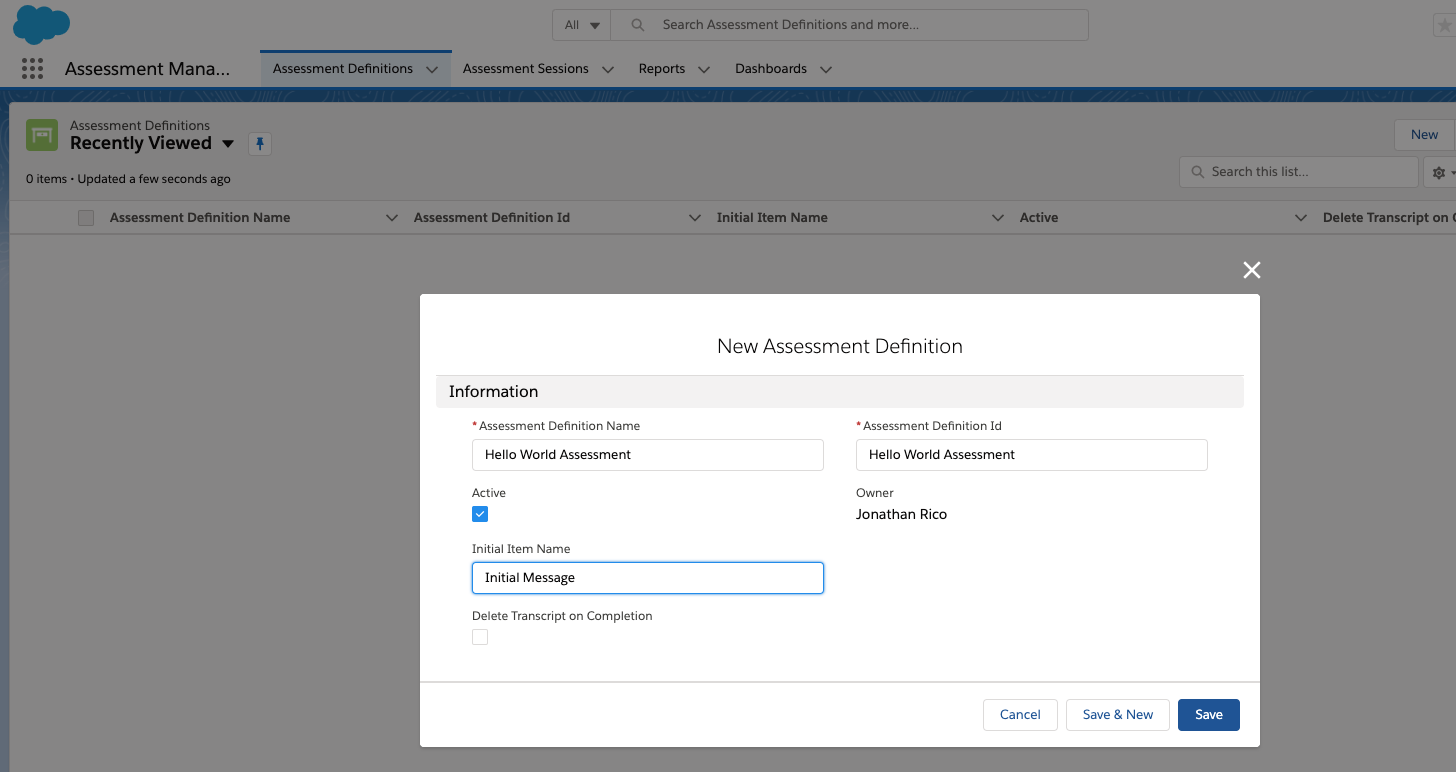 All
Search Assessment Definitions and more...
Assessment Mana...
Assessment Definitions
Assessment Sessions
Reports
Dashboards
Assessment Definitions
Recently Viewed
New
0 items • Updated a few seconds ago
Search this list...
Assessment Definition Name
Assessment Definition Id
Initial Item Name
Active
Delete Transcript on
New Assessment Definition
Information
* Assessment Definition Name
* Assessment Definition Id
Hello World Assessment
Hello World Assessment
Active
Owner
Jonathan Rico
Initial Item Name
Initial Message
Delete Transcript on Completion
Cancel
Save & New
Save